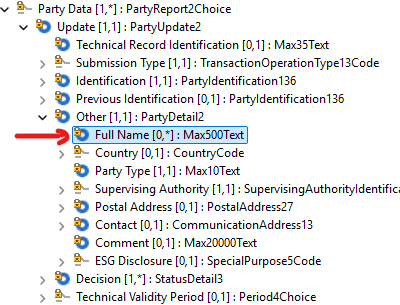 Party Data [1,*] : PartyReport2Choice
Update [1,1] : PartyUpdate2
Technical Record Identification [0,1] : Max35Text
Submission Type [1,1] : TransactionOperationType13Code
Identification [1,1] : PartyIdentification136
Previous Identification [0,1] : PartyIdentification136
Other [1,1] : PartyDetail2
Full Name [0,*] : Max500Text
Country [0,1] : CountryCode
Party Type [1,1] : Max10Text
Supervising Authority [1,1] : SupervisingAuthorityIdentifica
Postal Address [0,1] : PostalAddress27
Contact [0,1] : CommunicationAddress13
Comment [0,1] : Max20000Text
ESG Disclosure [0,1] : SpecialPurpose5Code
Decision [1,*] : StatusDetail3
Technical Validity Period [0,1] : Period4Choice